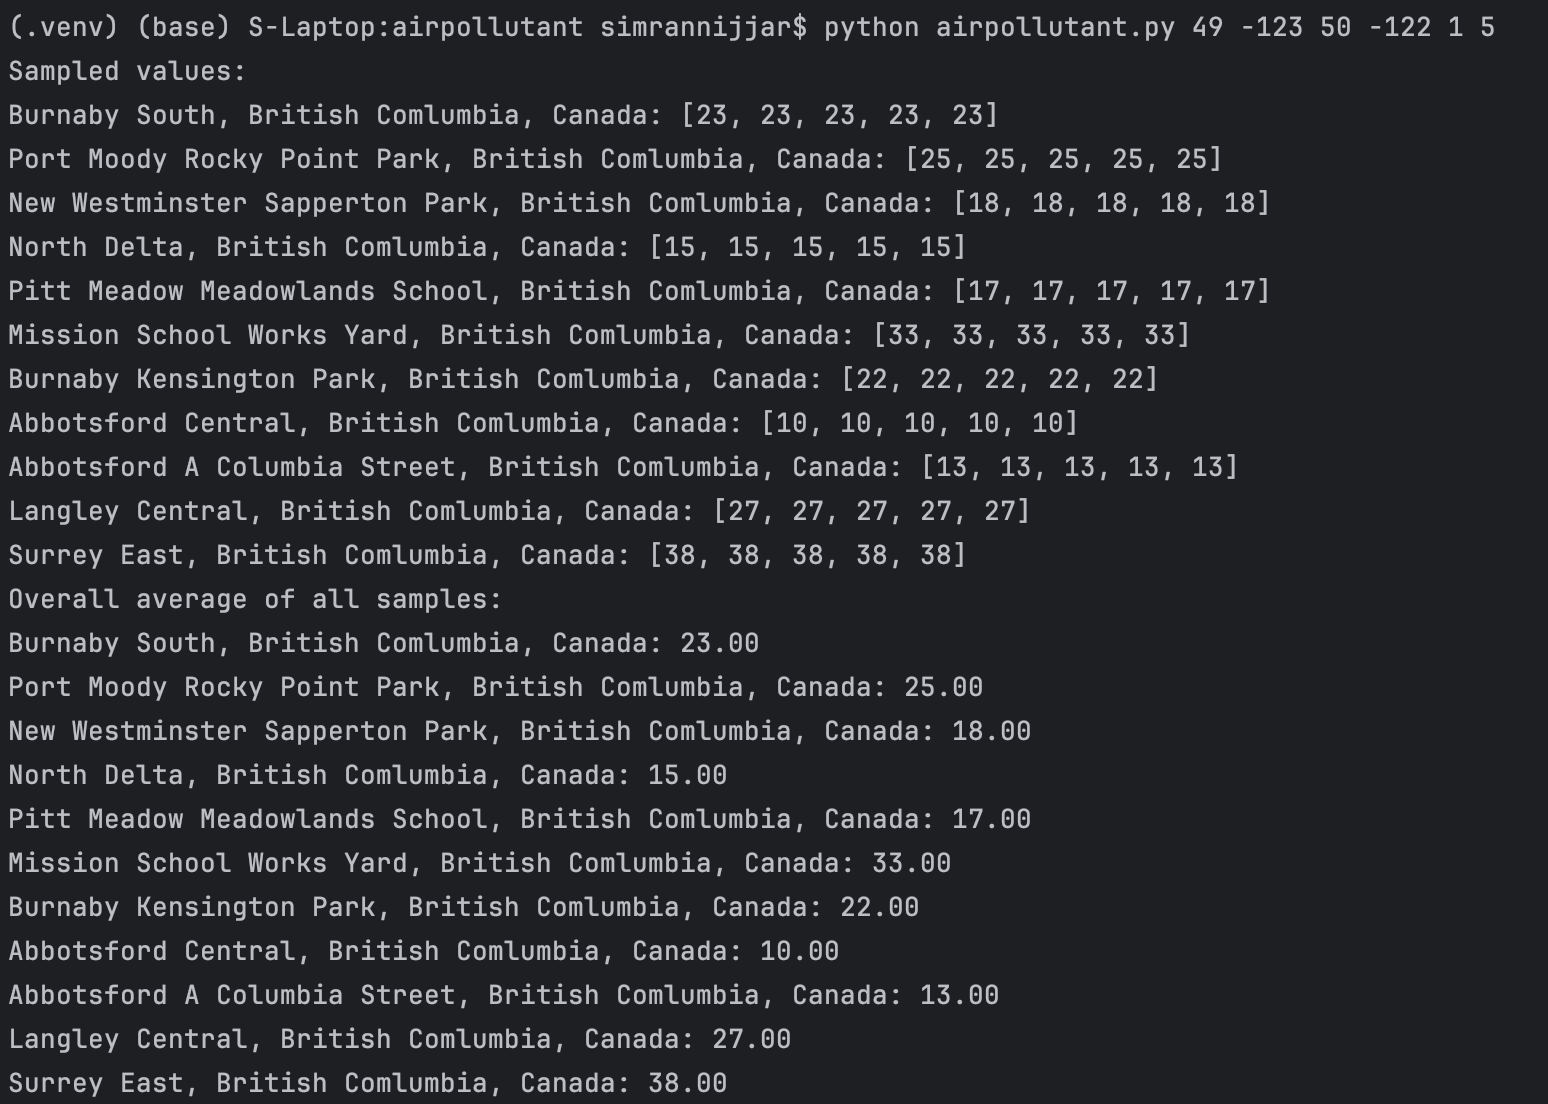 (.venv) (base) S-Laptop:airpollutant simrannijjar$ python airpollutant.py 49 -123 50 -122 1 5
Sampled values:
Burnaby South, British Comlumbia, Canada: [23, 23, 23, 23, 23]
Port Moody Rocky Point Park, British Comlumbia, Canada: [25, 25, 25, 25, 25]
New Westminster Sapperton Park, British Comlumbia, Canada: [18, 18, 18, 18, 18]
North Delta, British Comlumbia, Canada: [15, 15, 15, 15, 15]
Pitt Meadow Meadowlands School, British Comlumbia, Canada: [17, 17, 17, 17, 17]
Mission School Works Yard, British Comlumbia, Canada: [33, 33, 33, 33, 33]
Burnaby Kensington Park, British Comlumbia, Canada: [22, 22, 22, 22, 22]
Abbotsford Central, British Comlumbia, Canada: [10, 10, 10, 10, 10]
Abbotsford A Columbia Street, British Comlumbia, Canada: [13, 13, 13, 13, 13]
Langley Central, British Comlumbia, Canada: [27, 27, 27, 27, 27]
Surrey East, British Comlumbia, Canada: [38, 38, 38, 38, 38]
Overall average of all samples:
Burnaby South, British Comlumbia, Canada: 23.00
Port Moody Rocky Point Park, British Comlumbia, Canada: 25.00
New Westminster Sapperton Park, British Comlumbia, Canada: 18.00
North Delta, British Comlumbia, Canada: 15.00
Pitt Meadow Meadowlands School, British Comlumbia, Canada: 17.00
Mission School Works Yard, British Comlumbia, Canada: 33.00
Burnaby Kensington Park, British Comlumbia, Canada: 22.00
Abbotsford Central, British Comlumbia, Canada: 10.00
Abbotsford A Columbia Street, British Comlumbia, Canada: 13.00
Langley Central, British Comlumbia, Canada: 27.00
Surrey East, British Comlumbia, Canada: 38.00